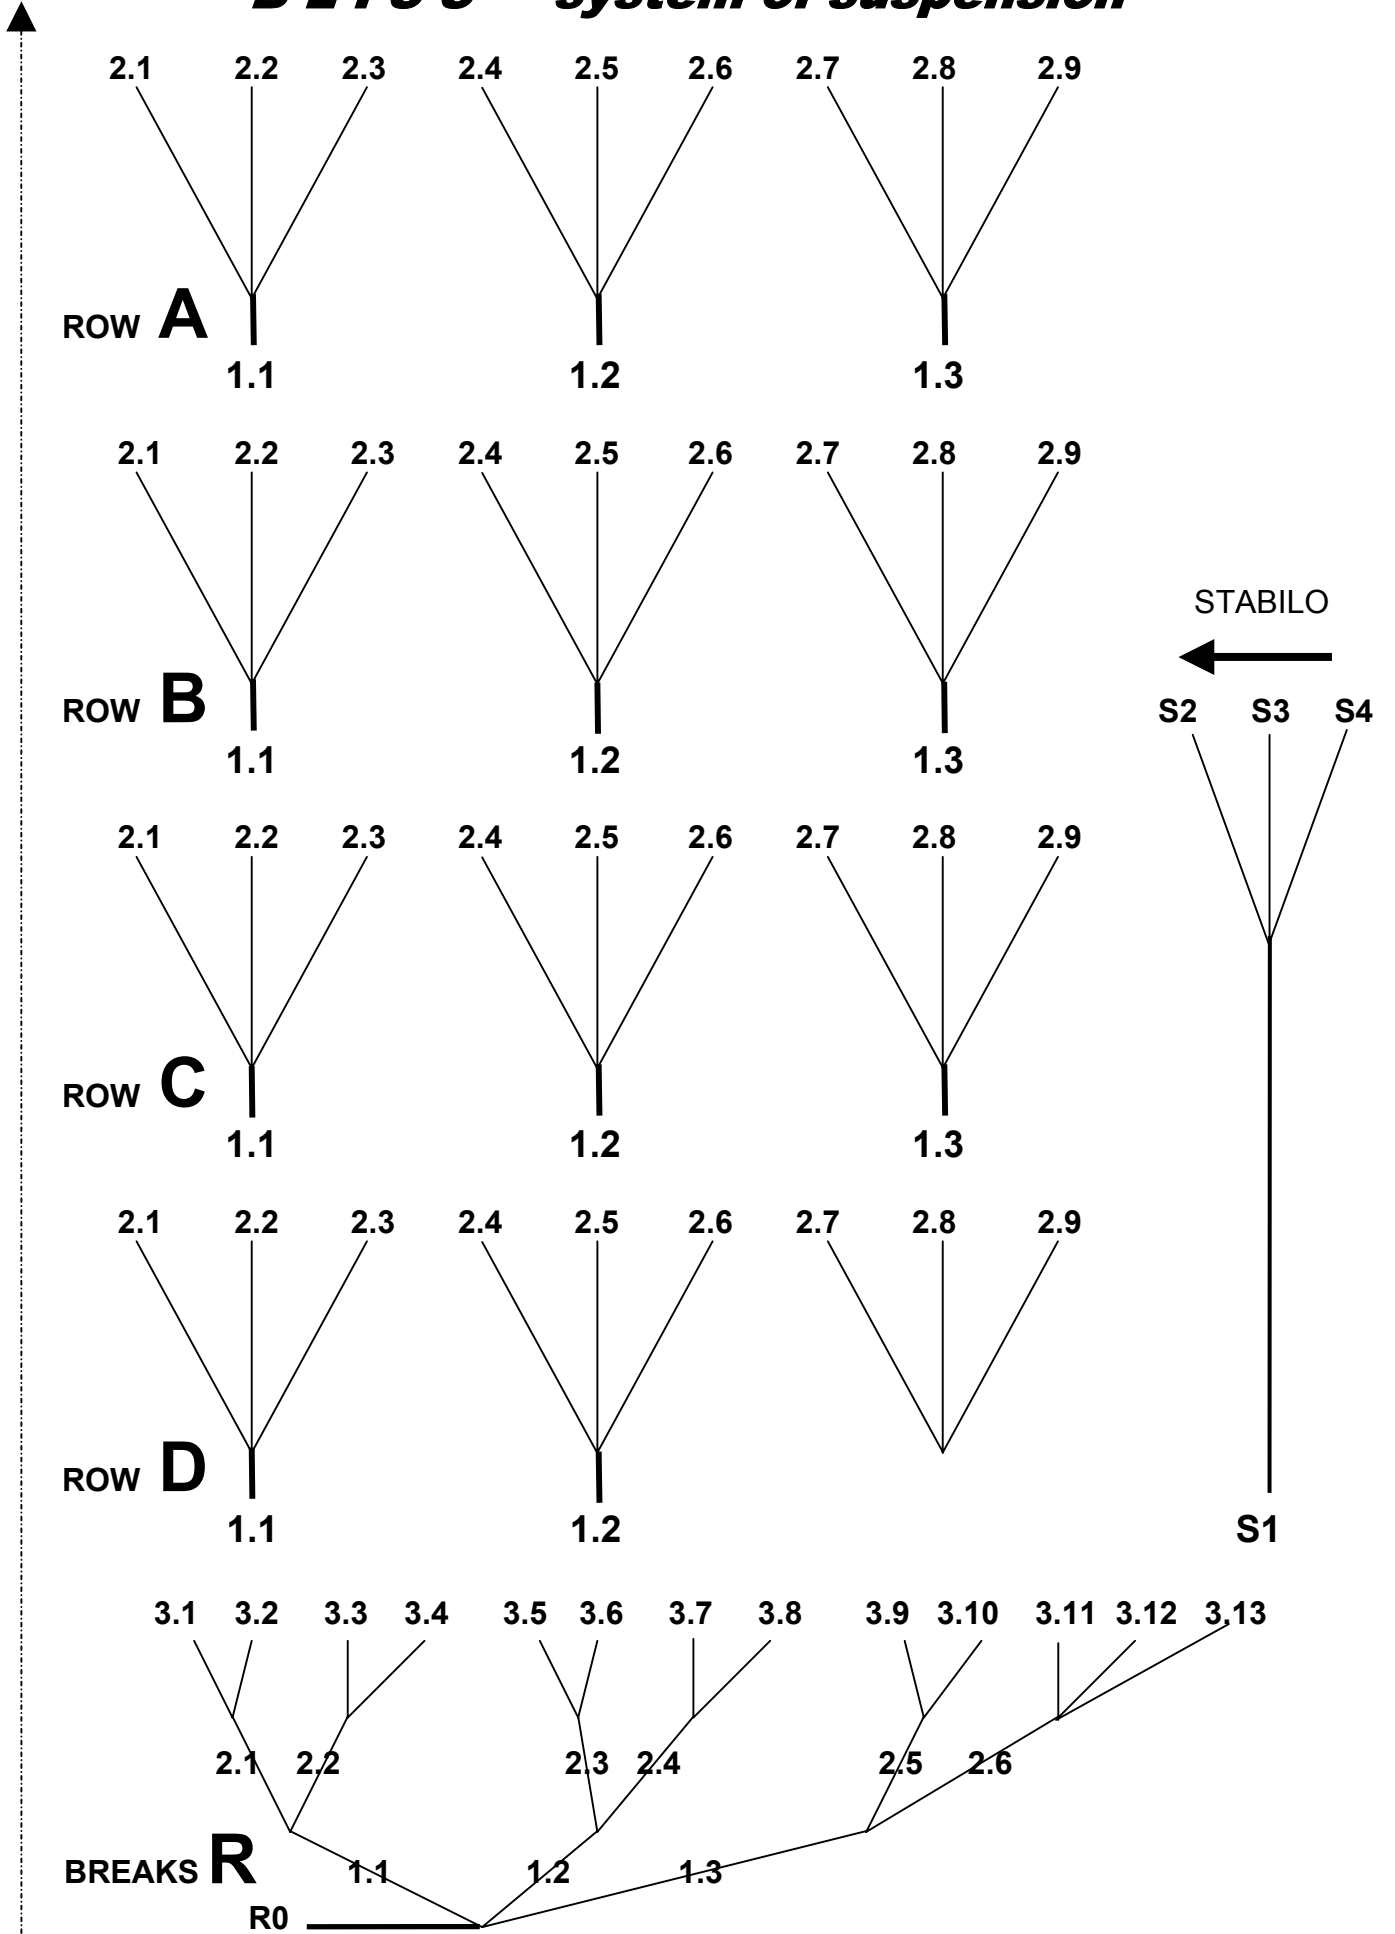 system of suspension
2.1 2.2 2.3 2.4 2.5 2.6 2.7 2.8 2.9
ROW A
1.1 1.2 1.3
2.1 2.2 2.3 2.4 2.5 2.6 2.7 2.8 2.9
STABILO
S2 S3 S4
ROW B
1.1 1.2 1.3
2.1 2.2 2.3 2.4 2.5 2.6 2.7 2.8 2.9
ROW C
1.1 1.2 1.3
2.1 2.2 2.3 2.4 2.5 2.6 2.7 2.8 2.9
ROW D
1.1 1.2 S1
3.1 3.2 3.3 3.4 3.5 3.6 3.7 3.8 3.9 3.10 3.11 3.12 3.13
2.1 2.2 2.3 2.4 2.5 2.6
BREAKS R 1.1 1.2 1.3
R0